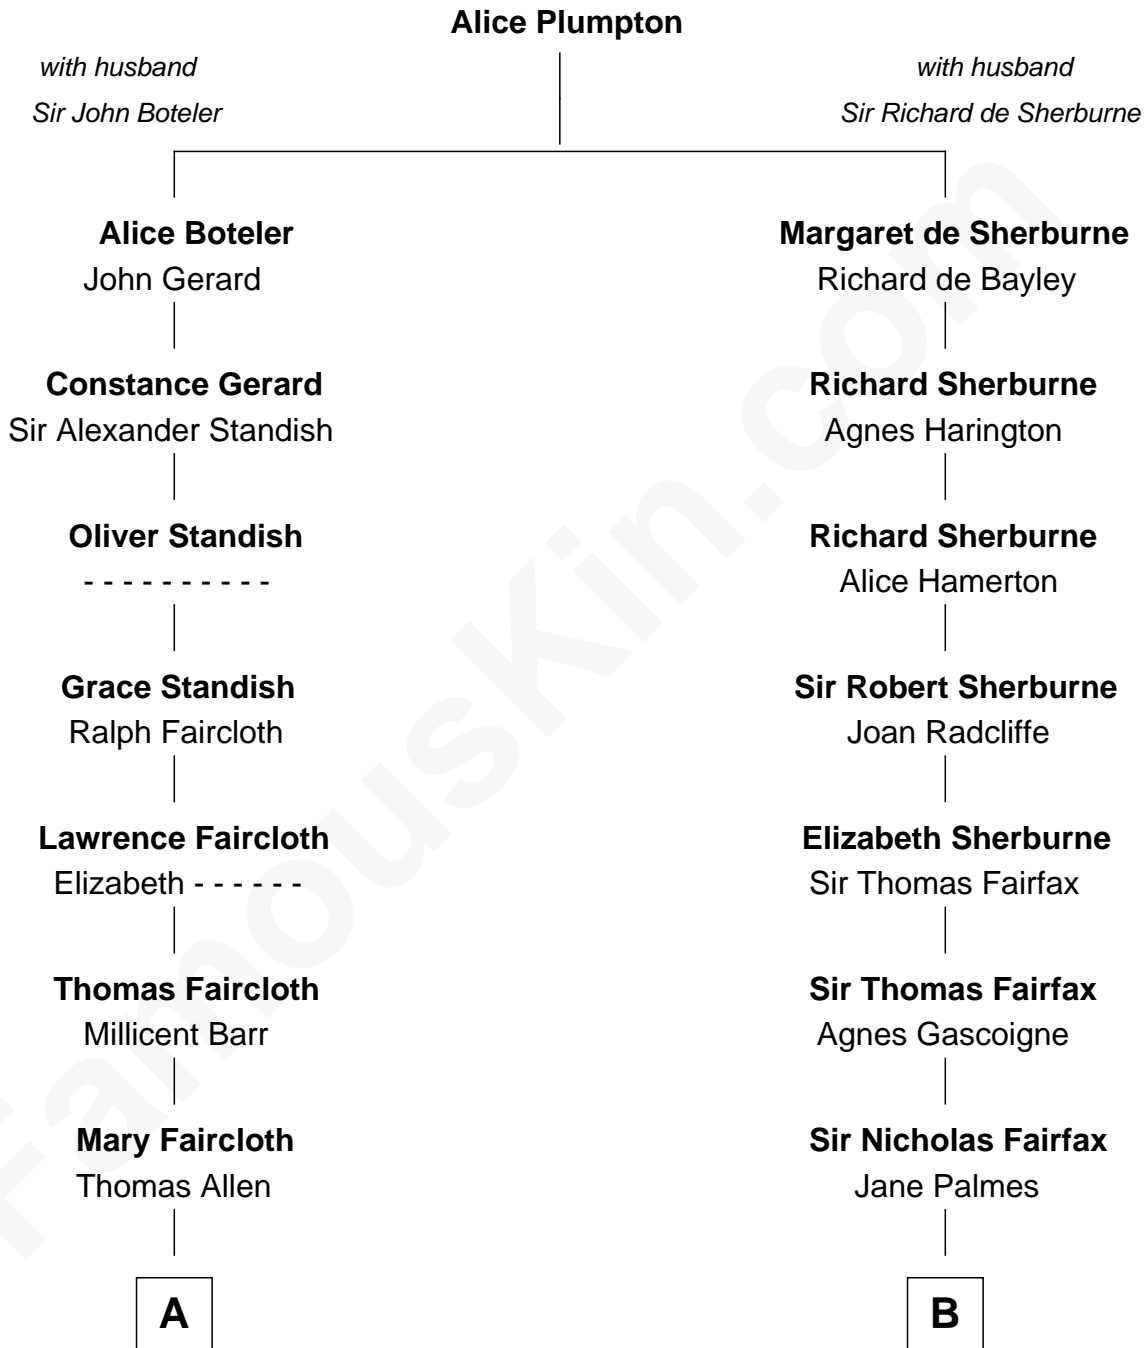 Alice Plumpton
with husband
Sir John Boteler
with husband
Sir Richard de Sherburne
Alice Boteler
John Gerard
Margaret de Sherburne
Richard de Bayley
Constance Gerard
Sir Alexander Standish
Richard Sherburne
Agnes Harington
Oliver Standish
- - - - - - - - - -
Richard Sherburne
Alice Hamerton
Grace Standish
Ralph Faircloth
Sir Robert Sherburne
Joan Radcliffe
Lawrence Faircloth
Elizabeth - - - - - -
Elizabeth Sherburne
Sir Thomas Fairfax
Thomas Faircloth
Millicent Barr
Sir Thomas Fairfax
Agnes Gascoigne
Mary Faircloth
Thomas Allen
Sir Nicholas Fairfax
Jane Palmes
A
B
FamousKin.com